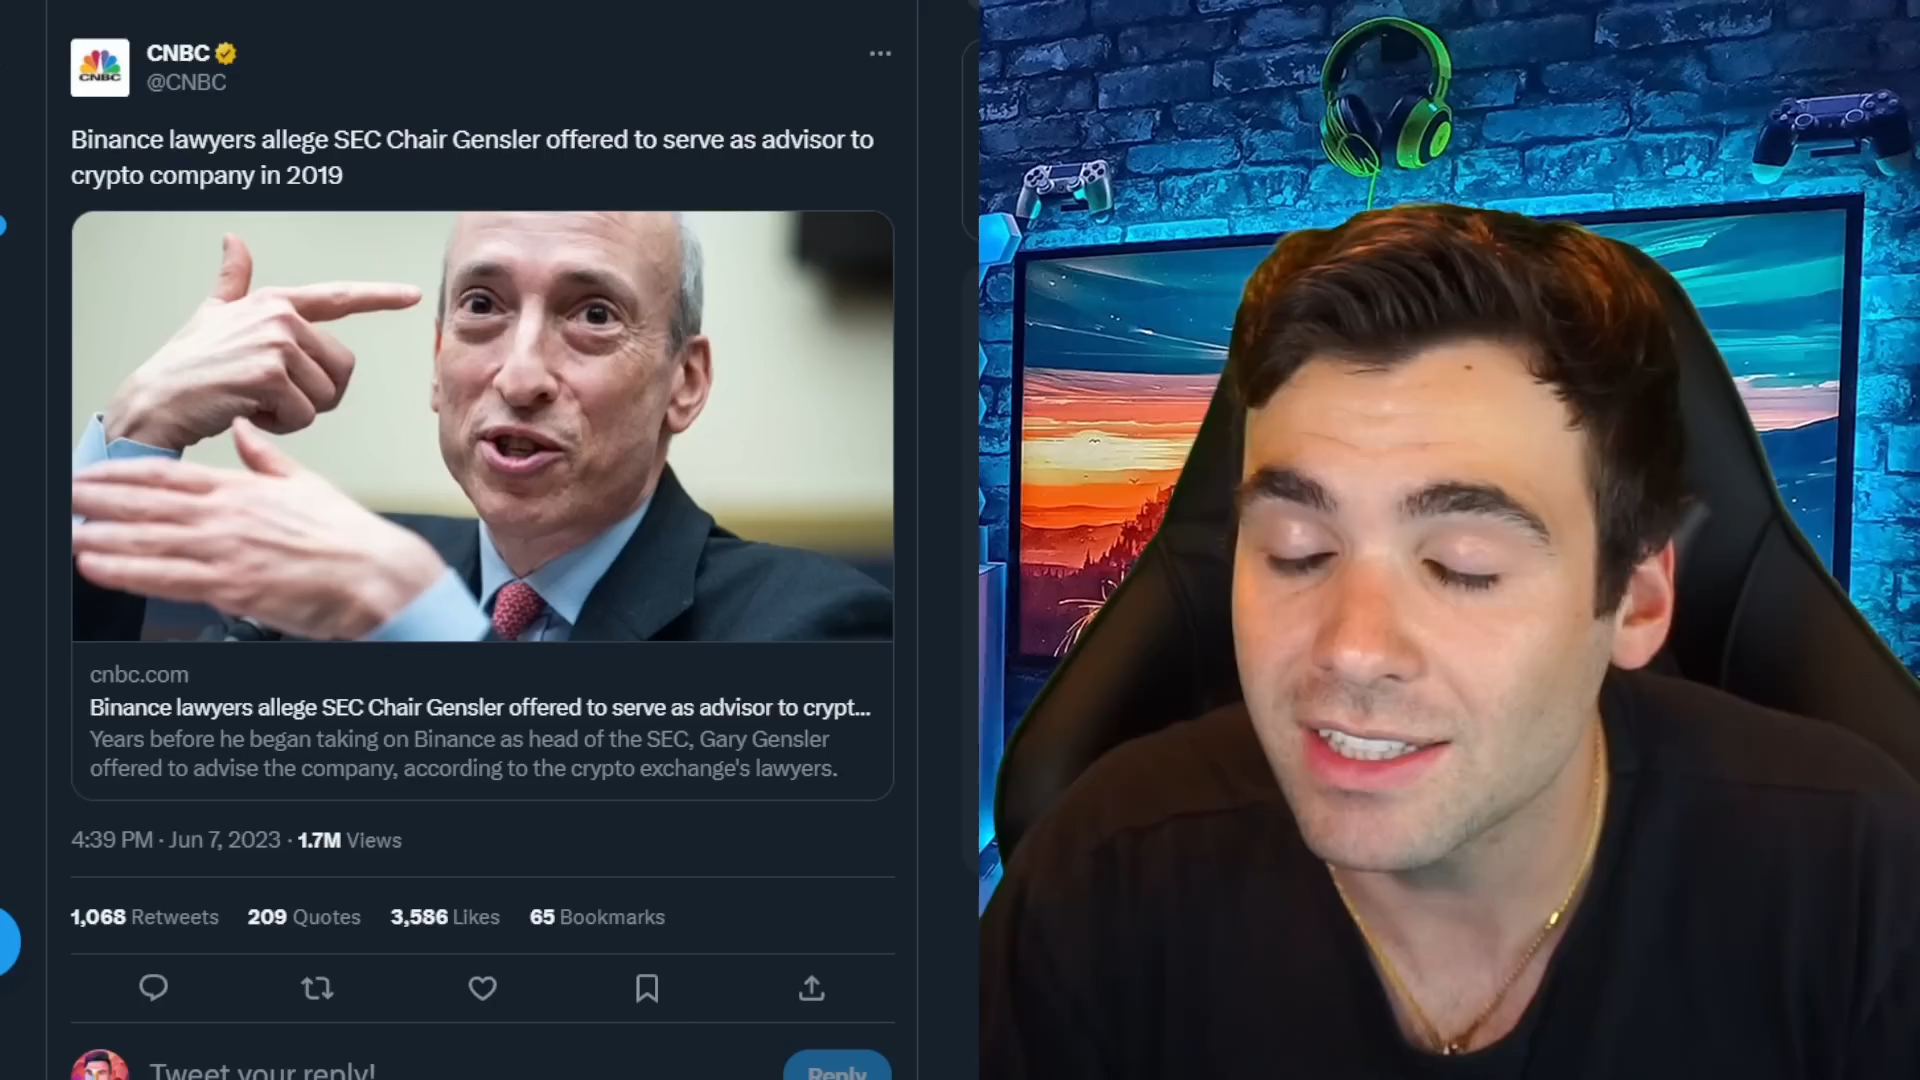 CNBC
CNBC
@CNBC
Binance lawyers allege SEC Chair Gensler offered to serve as advisor to
crypto company in 2019
cnbc.com
Binance lawyers allege SEC Chair Gensler offered to serve as advisor to crypt...
Years before he began taking on Binance as head of the SEC, Gary Gensler
offered to advise the company, according to the crypto exchange's lawyers.
4:39 PM · Jun 7, 2023 · 1.7M Views
1,068 Retweets 209 Quotes 3,586 Likes 65 Bookmarks
Tweet your reply!
Reply